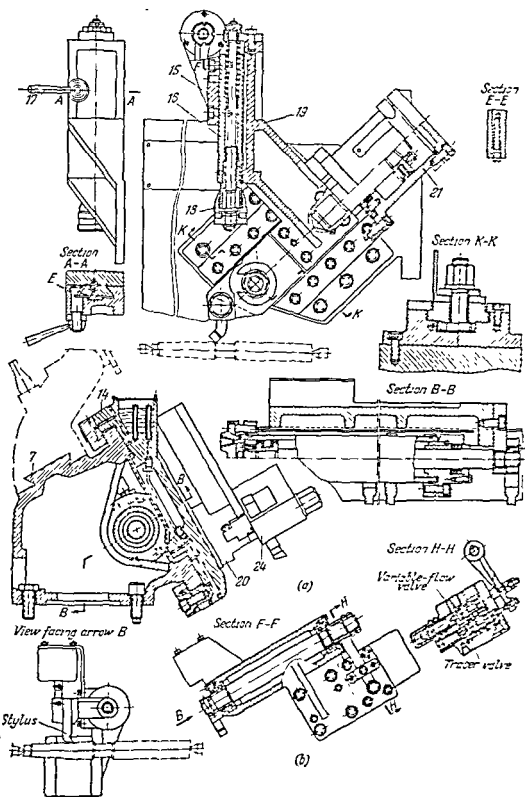 17
A
A
15
16
F
19
18
K
K
21
Section
E-E
Section
A-A
E
Section K-K
Section B-B
14
7
Г
B
B
20
24
(a)
View facing arrow B
Stylus
Section F-F
H
H
Б
(b)
Section H-H
Variable-flow
valve
Tracer valve